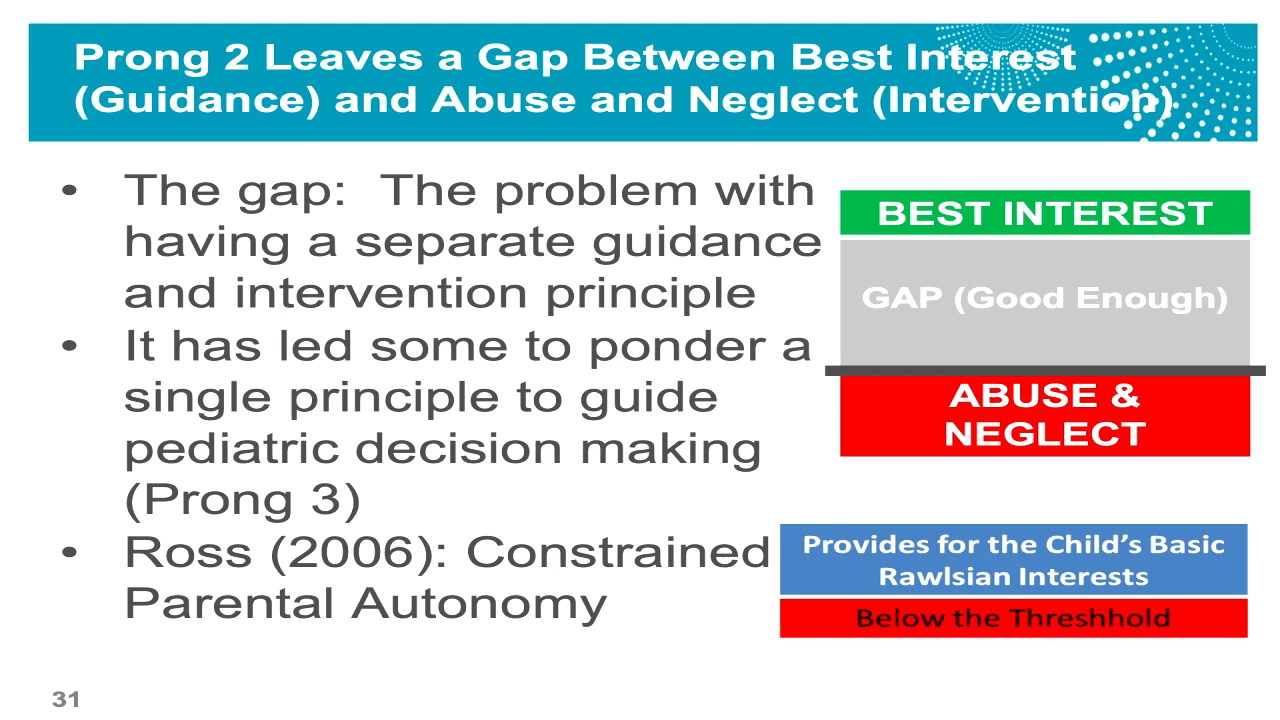 Prong 2 Leaves a Gap Between Best Interest
(Guidance) and Abuse and Neglect (Intervention)
• The gap: The problem with
having a separate guidance
and intervention principle
• It has led some to ponder a
single principle to guide
pediatric decision making
(Prong 3)
• Ross (2006): Constrained
Parental Autonomy
BEST INTEREST
GAP (Good Enough)
ABUSE &
NEGLECT
Provides for the Child’s Basic
Rawlsian Interests
Below the Threshhold
31